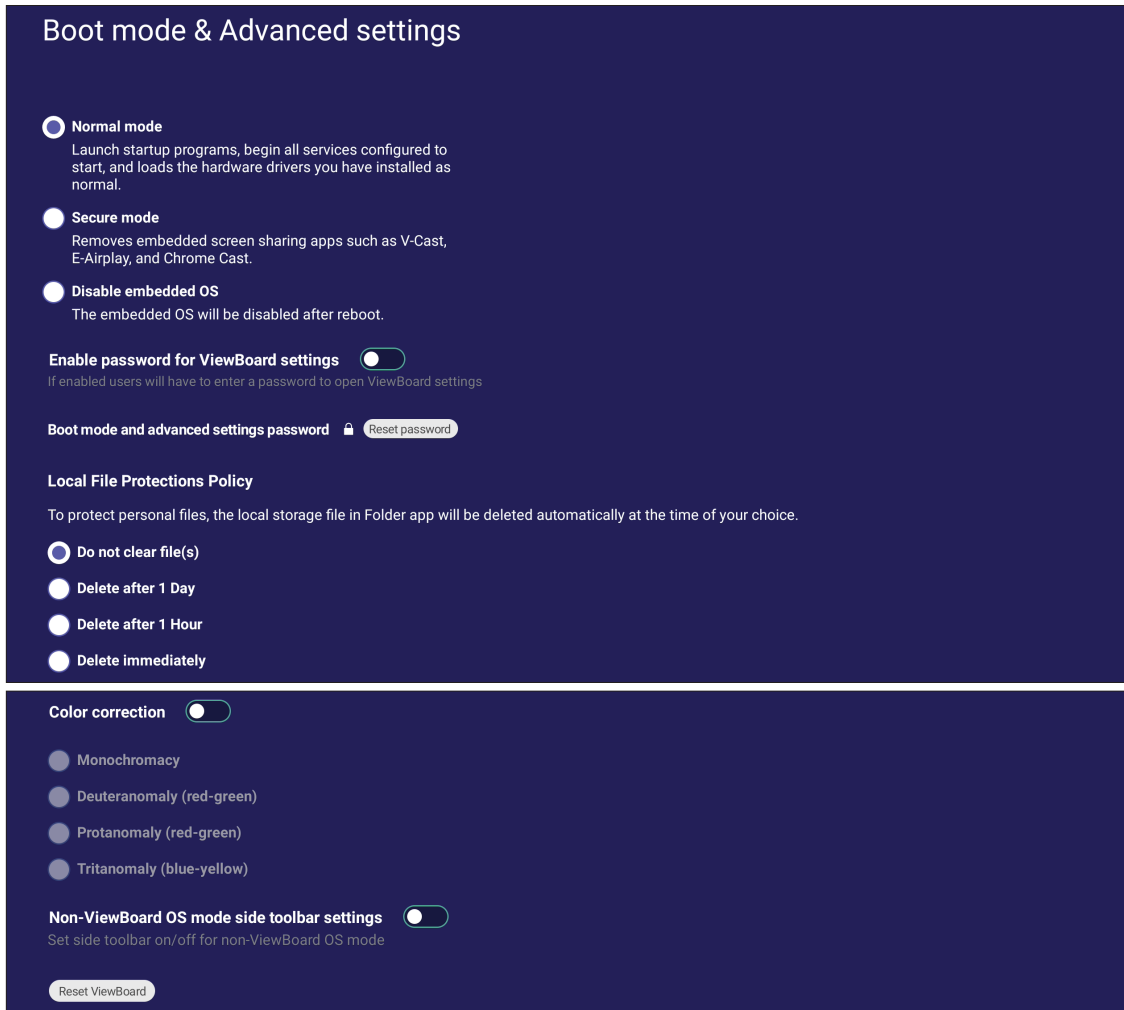 Boot mode & Advanced settings
Normal mode
Launch startup programs, begin all services configured to
start, and loads the hardware drivers you have installed as
normal.
Secure mode
Removes embedded screen sharing apps such as V-Cast,
E-Airplay, and Chrome Cast.
Disable embedded OS
The embedded OS will be disabled after reboot.
Enable password for ViewBoard settings
If enabled users will have to enter a password to open ViewBoard settings
Boot mode and advanced settings password Reset password
Local File Protections Policy
To protect personal files, the local storage file in Folder app will be deleted automatically at the time of your choice.
Do not clear file(s)
Delete after 1 Day
Delete after 1 Hour
Delete immediately
Color correction
Monochromacy
Deuteranomaly (red-green)
Protanomaly (red-green)
Tritanomaly (blue-yellow)
Non-ViewBoard OS mode side toolbar settings
Set side toolbar on/off for non-ViewBoard OS mode
Reset ViewBoard